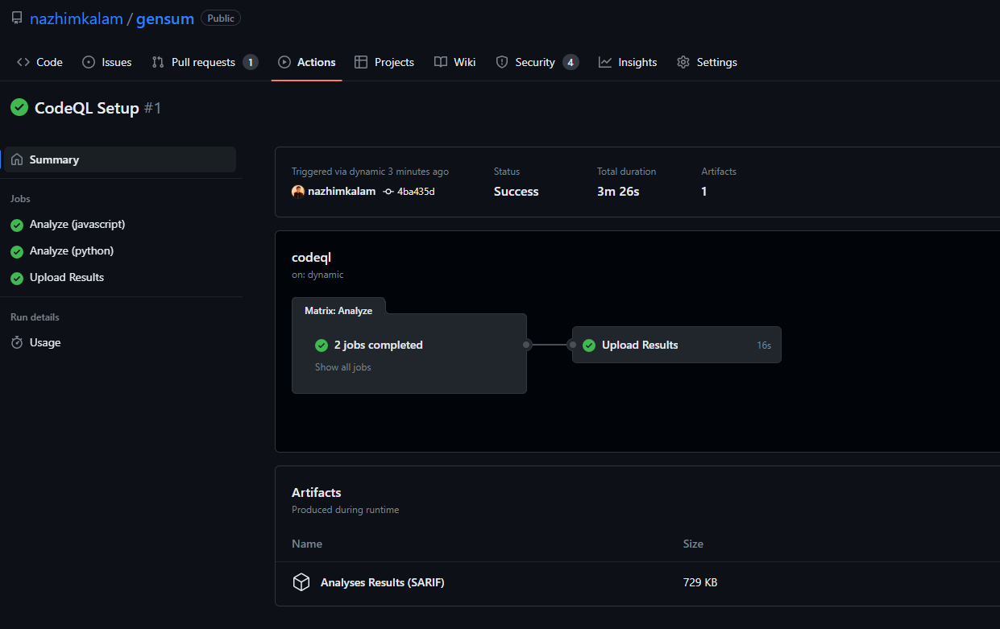 nazhimkalam / gensum Public
Code Issues Pull requests 1 Actions Projects Wiki Security 4 Insights Settings
CodeQL Setup #1
Summary
Jobs
Analyze (javascript)
Analyze (python)
Upload Results
Run details
Usage
Triggered via dynamic 3 minutes ago
nazhimkalam 4ba435d
Status
Success
Total duration
3m 26s
Artifacts
1
codeql
on: dynamic
Matrix: Analyze
2 jobs completed
Show all jobs
Upload Results 16s
Artifacts
Produced during runtime
Name Size
Analyses Results (SARIF) 729 KB